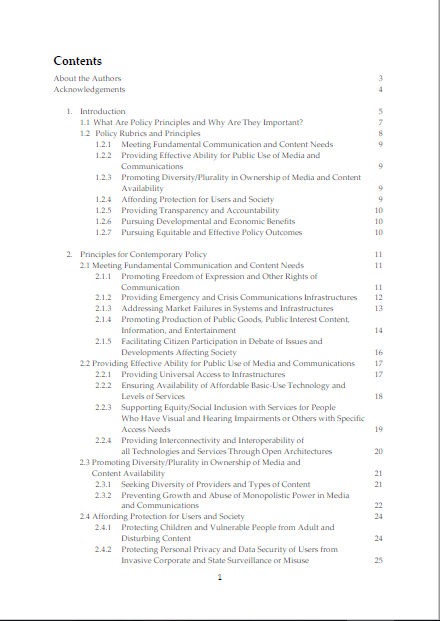 Contents
About the Authors 3
Acknowledgements 4
1. Introduction 5
1.1 What Are Policy Principles and Why Are They Important? 7
1.2 Policy Rubrics and Principles 8
1.2.1 Meeting Fundamental Communication and Content Needs 9
1.2.2 Providing Effective Ability for Public Use of Media and
Communications 9
1.2.3 Promoting Diversity/Plurality in Ownership of Media and Content
Availability 9
1.2.4 Affording Protection for Users and Society 9
1.2.5 Providing Transparency and Accountability 10
1.2.6 Pursuing Developmental and Economic Benefits 10
1.2.7 Pursuing Equitable and Effective Policy Outcomes 10
2. Principles for Contemporary Policy 11
2.1 Meeting Fundamental Communication and Content Needs 11
2.1.1 Promoting Freedom of Expression and Other Rights of
Communication 11
2.1.2 Providing Emergency and Crisis Communications Infrastructures 12
2.1.3 Addressing Market Failures in Systems and Infrastructures 13
2.1.4 Promoting Production of Public Goods, Public Interest Content,
Information, and Entertainment 14
2.1.5 Facilitating Citizen Participation in Debate of Issues and
Developments Affecting Society 16
2.2 Providing Effective Ability for Public Use of Media and Communications 17
2.2.1 Providing Universal Access to Infrastructures 17
2.2.2 Ensuring Availability of Affordable Basic-Use Technology and
Levels of Services 18
2.2.3 Supporting Equity/Social Inclusion with Services for People
Who Have Visual and Hearing Impairments or Others with Specific
Access Needs 19
2.2.4 Providing Interconnectivity and Interoperability of
all Technologies and Services Through Open Architectures 20
2.3 Promoting Diversity/Plurality in Ownership of Media and
Content Availability 21
2.3.1 Seeking Diversity of Providers and Types of Content 21
2.3.2 Preventing Growth and Abuse of Monopolistic Power in Media
and Communications 22
2.4 Affording Protection for Users and Society 24
2.4.1 Protecting Children and Vulnerable People from Adult and
Disturbing Content 24
2.4.2 Protecting Personal Privacy and Data Security of Users from
Invasive Corporate and State Surveillance or Misuse 25
1